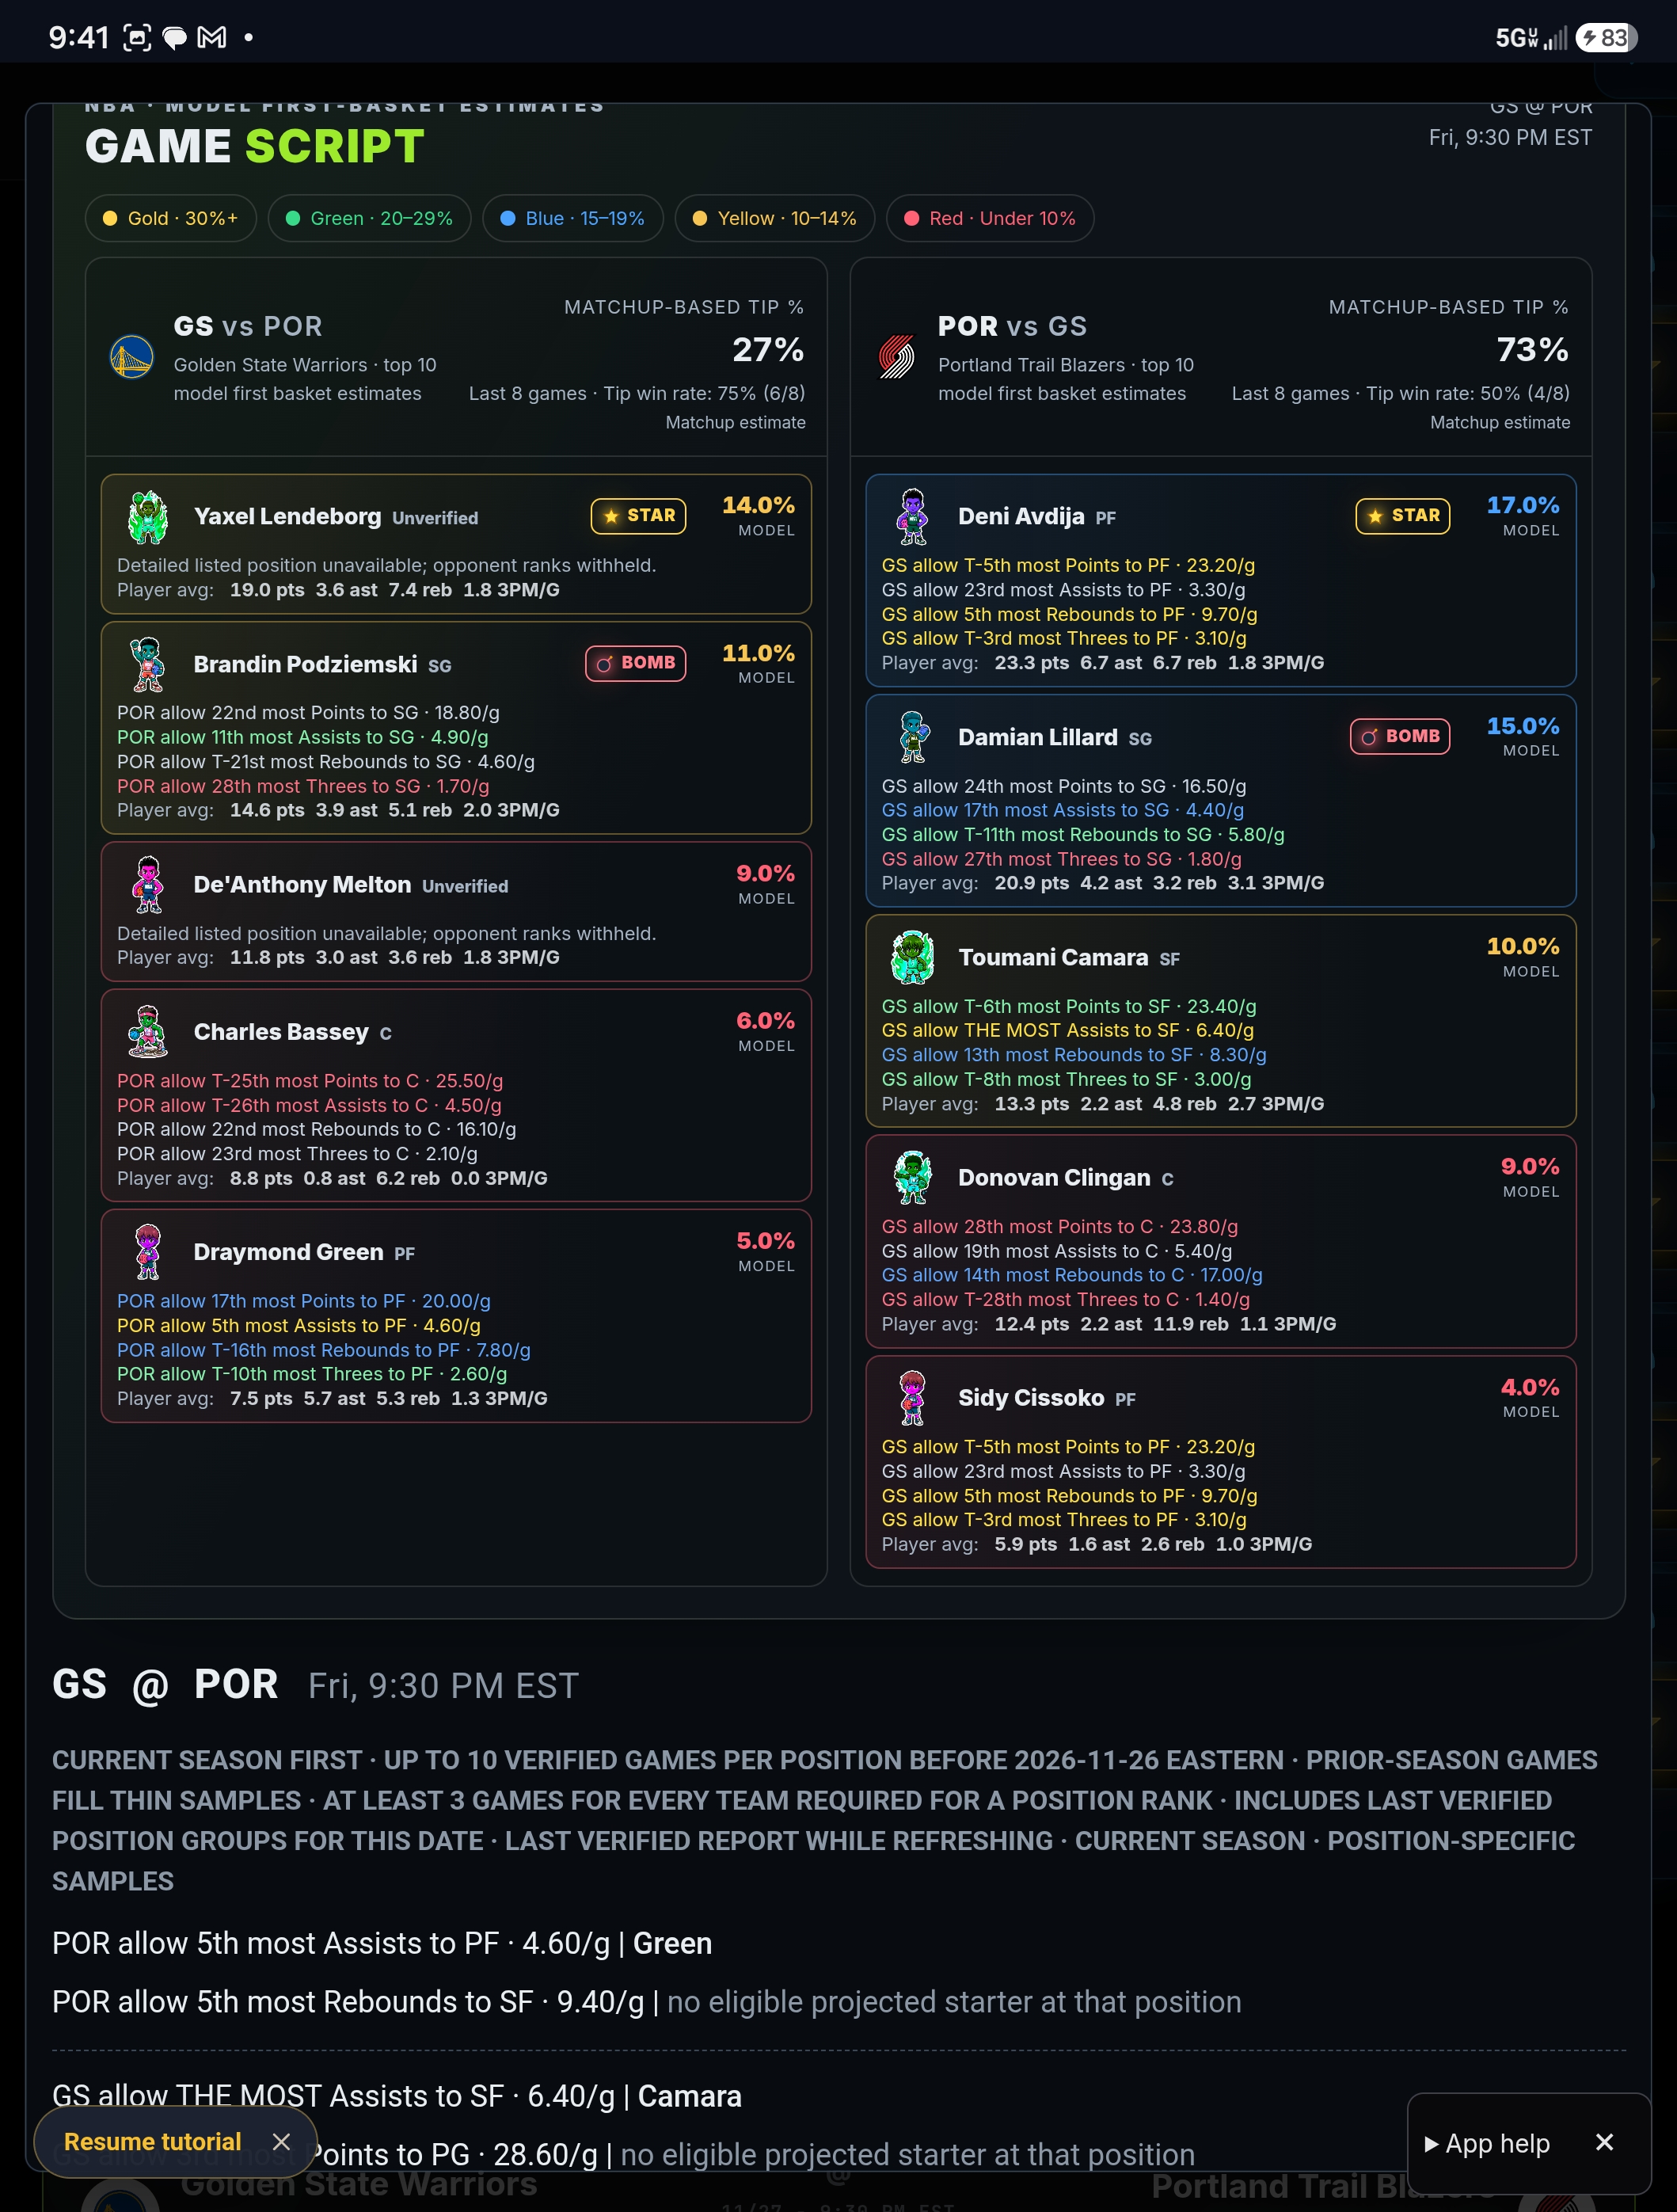 9:41
5G UW 83
NBA · MODEL FIRST-BASKET ESTIMATES
GS @ POR
GAME SCRIPT
Fri, 9:30 PM EST
Gold · 30%+
Green · 20–29%
Blue · 15–19%
Yellow · 10–14%
Red · Under 10%
GS vs POR
Golden State Warriors · top 10
model first basket estimates
MATCHUP-BASED TIP %
27%
Last 8 games · Tip win rate: 75% (6/8)
Matchup estimate
Yaxel Lendeborg Unverified
STAR
14.0%
MODEL
Detailed listed position unavailable; opponent ranks withheld.
Player avg: 19.0 pts 3.6 ast 7.4 reb 1.8 3PM/G
Brandin Podziemski SG
BOMB
11.0%
MODEL
POR allow 22nd most Points to SG · 18.80/g
POR allow 11th most Assists to SG · 4.90/g
POR allow T-21st most Rebounds to SG · 4.60/g
POR allow 28th most Threes to SG · 1.70/g
Player avg: 14.6 pts 3.9 ast 5.1 reb 2.0 3PM/G
De'Anthony Melton Unverified
9.0%
MODEL
Detailed listed position unavailable; opponent ranks withheld.
Player avg: 11.8 pts 3.0 ast 3.6 reb 1.8 3PM/G
Charles Bassey C
6.0%
MODEL
POR allow T-25th most Points to C · 25.50/g
POR allow T-26th most Assists to C · 4.50/g
POR allow 22nd most Rebounds to C · 16.10/g
POR allow 23rd most Threes to C · 2.10/g
Player avg: 8.8 pts 0.8 ast 6.2 reb 0.0 3PM/G
Draymond Green PF
5.0%
MODEL
POR allow 17th most Points to PF · 20.00/g
POR allow 5th most Assists to PF · 4.60/g
POR allow T-16th most Rebounds to PF · 7.80/g
POR allow T-10th most Threes to PF · 2.60/g
Player avg: 7.5 pts 5.7 ast 5.3 reb 1.3 3PM/G
POR vs GS
Portland Trail Blazers · top 10
model first basket estimates
MATCHUP-BASED TIP %
73%
Last 8 games · Tip win rate: 50% (4/8)
Matchup estimate
Deni Avdija PF
STAR
17.0%
MODEL
GS allow T-5th most Points to PF · 23.20/g
GS allow 23rd most Assists to PF · 3.30/g
GS allow 5th most Rebounds to PF · 9.70/g
GS allow T-3rd most Threes to PF · 3.10/g
Player avg: 23.3 pts 6.7 ast 6.7 reb 1.8 3PM/G
Damian Lillard SG
BOMB
15.0%
MODEL
GS allow 24th most Points to SG · 16.50/g
GS allow 17th most Assists to SG · 4.40/g
GS allow T-11th most Rebounds to SG · 5.80/g
GS allow 27th most Threes to SG · 1.80/g
Player avg: 20.9 pts 4.2 ast 3.2 reb 3.1 3PM/G
Toumani Camara SF
10.0%
MODEL
GS allow T-6th most Points to SF · 23.40/g
GS allow THE MOST Assists to SF · 6.40/g
GS allow 13th most Rebounds to SF · 8.30/g
GS allow T-8th most Threes to SF · 3.00/g
Player avg: 13.3 pts 2.2 ast 4.8 reb 2.7 3PM/G
Donovan Clingan C
9.0%
MODEL
GS allow 28th most Points to C · 23.80/g
GS allow 19th most Assists to C · 5.40/g
GS allow 14th most Rebounds to C · 17.00/g
GS allow T-28th most Threes to C · 1.40/g
Player avg: 12.4 pts 2.2 ast 11.9 reb 1.1 3PM/G
Sidy Cissoko PF
4.0%
MODEL
GS allow T-5th most Points to PF · 23.20/g
GS allow 23rd most Assists to PF · 3.30/g
GS allow 5th most Rebounds to PF · 9.70/g
GS allow T-3rd most Threes to PF · 3.10/g
Player avg: 5.9 pts 1.6 ast 2.6 reb 1.0 3PM/G
GS @ POR Fri, 9:30 PM EST
CURRENT SEASON FIRST · UP TO 10 VERIFIED GAMES PER POSITION BEFORE 2026-11-26 EASTERN · PRIOR-SEASON GAMES
FILL THIN SAMPLES · AT LEAST 3 GAMES FOR EVERY TEAM REQUIRED FOR A POSITION RANK · INCLUDES LAST VERIFIED
POSITION GROUPS FOR THIS DATE · LAST VERIFIED REPORT WHILE REFRESHING · CURRENT SEASON · POSITION-SPECIFIC
SAMPLES
POR allow 5th most Assists to PF · 4.60/g | Green
POR allow 5th most Rebounds to SF · 9.40/g | no eligible projected starter at that position
GS allow THE MOST Assists to SF · 6.40/g | Camara
GS allow 3rd most Points to PG · 28.60/g | no eligible projected starter at that position
Resume tutorial
App help
Golden State Warriors
@
Portland Trail Blazers
11/27 - 9:30 PM EST